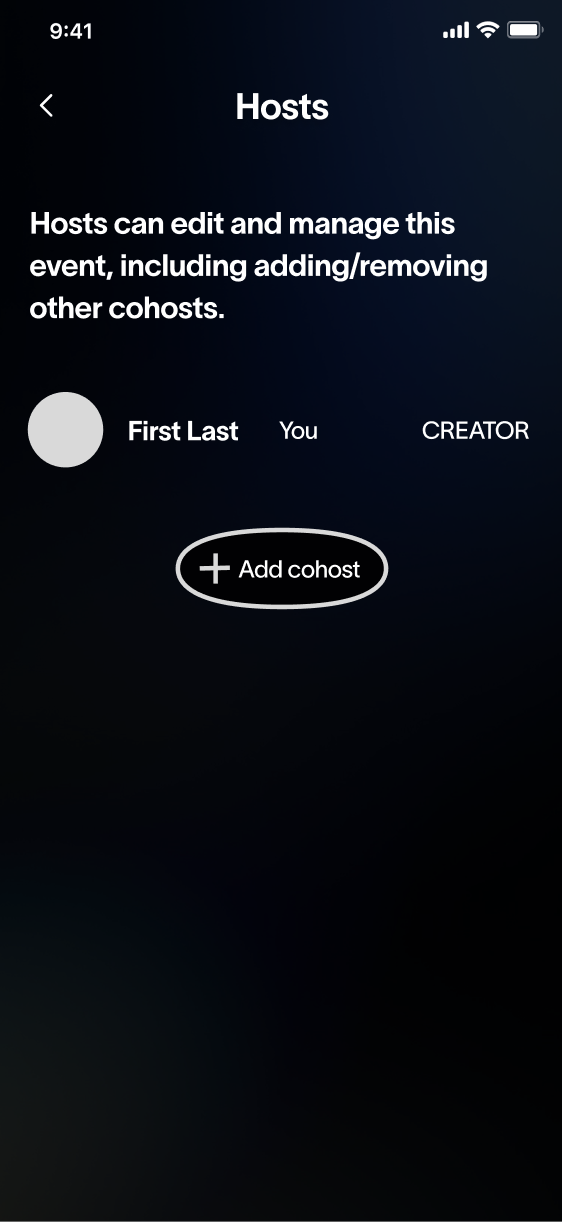 9:41
Hosts
Hosts can edit and manage this
event, including adding/removing
other cohosts.
First Last You CREATOR
Add cohost